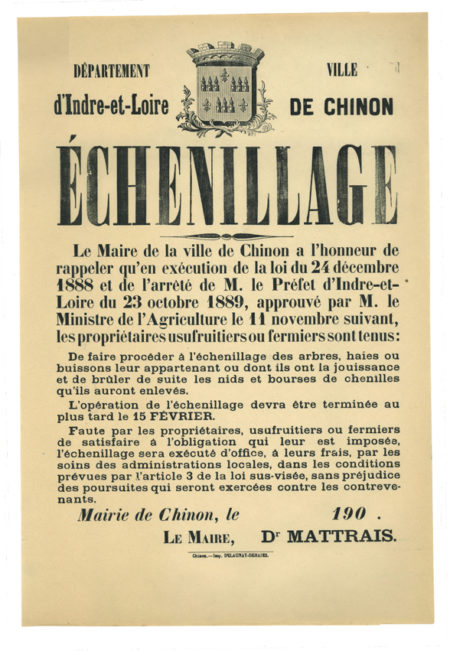 DÉPARTEMENT
d'Indre-et-Loire
VILLE
DE CHINON
ÉCHENILLAGE
Le Maire de la ville de Chinon a l'honneur de
rappeler qu'en exécution de la loi du 24 décembre
1888 et de l'arrêté de M. le Préfet d'Indre-et-
Loire du 23 octobre 1889, approuvé par M. le
Ministre de l'Agriculture le 11 novembre suivant,
les propriétaires usufruitiers ou fermiers sont tenus :
De faire procéder à l'échenillage des arbres, haies ou
buissons leur appartenant ou dont ils ont la jouissance
et de brûler de suite les nids et bourses de chenilles
qu'ils auront enlevés.
L'opération de l'échenillage devra être terminée au
plus tard le 15 FÉVRIER.
Faute par les propriétaires, usufruitiers ou fermiers
de satisfaire à l'obligation qui leur est imposée,
l'échenillage sera exécuté d'office, à leurs frais, par les
soins des administrations locales, dans les conditions
prévues par l'article 3 de la loi sus-visée, sans préjudice
des poursuites qui seront exercées contre les contreve-
nants.
Mairie de Chinon, le 190 .
LE MAIRE, Dr MATTRAIS.
Chinon.— Imp. DELAUNAY-DEHAIES.